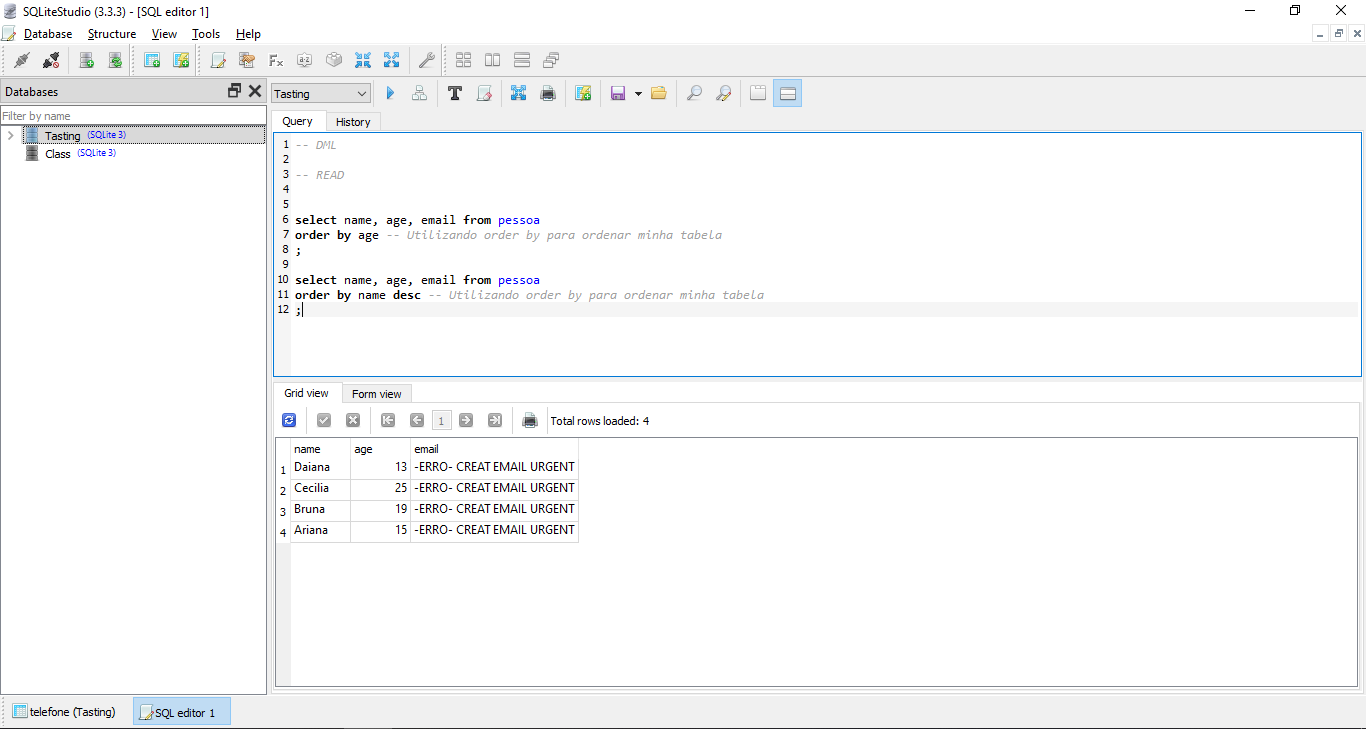 SQLiteStudio (3.3.3) - [SQL editor 1]
Database Structure View Tools Help
Databases
Filter by name
Tasting (SQLite 3)
Class (SQLite 3)
Tasting
Query History
1 -- DML
2
3 -- READ
4
5
6 select name, age, email from pessoa
7 order by age -- Utilizando order by para ordenar minha tabela
8 ;
9
10 select name, age, email from pessoa
11 order by name desc -- Utilizando order by para ordenar minha tabela
12 ;
Grid view Form view
1 Total rows loaded: 4
name age email
1 Daiana 13 -ERRO- CREAT EMAIL URGENT
2 Cecilia 25 -ERRO- CREAT EMAIL URGENT
3 Bruna 19 -ERRO- CREAT EMAIL URGENT
4 Ariana 15 -ERRO- CREAT EMAIL URGENT
telefone (Tasting) SQL editor 1